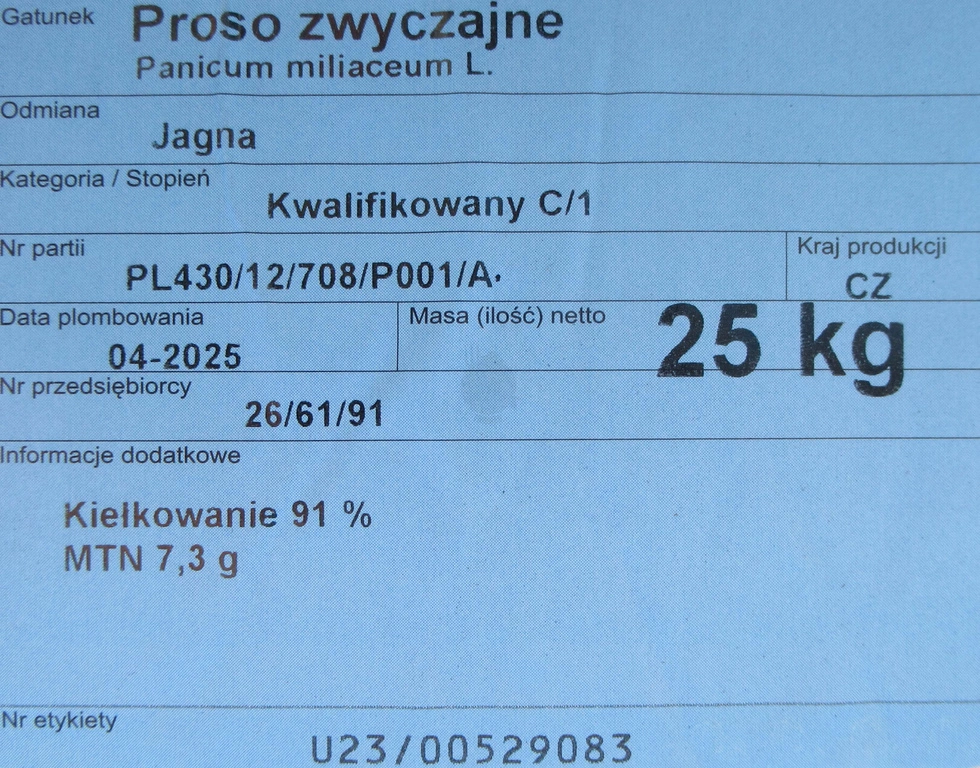 Gatunek Proso zwyczajne
Panicum miliaceum L.
Odmiana
Jagna
Kategoria / Stopień
Kwalifikowany C/1
Nr partii
PL430/12/708/P001/A.
Kraj produkcji
CZ
Data plombowania
04-2025
Masa (ilość) netto 25 kg
Nr przedsiębiorcy
26/61/91
Informacje dodatkowe
Kiełkowanie 91 %
MTN 7,3 g
Nr etykiety
U23/00529083